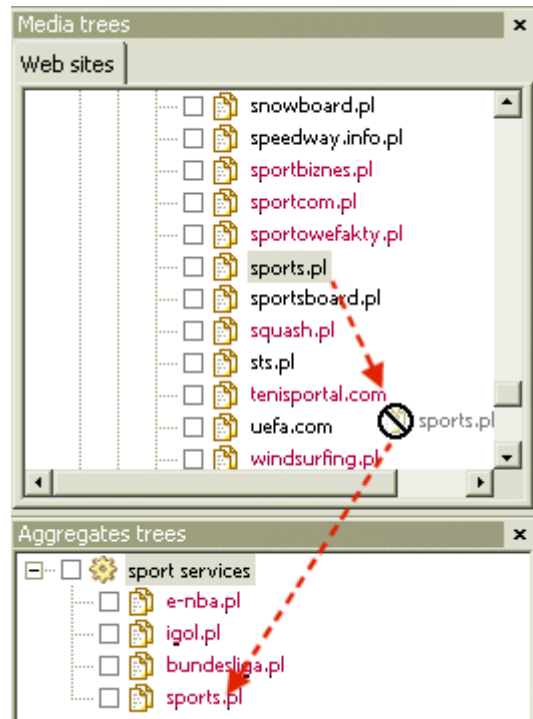 Media trees
Web sites
snowboard.pl
speedway.info.pl
sportbiznes.pl
sportcom.pl
sportowefakty.pl
sports.pl
sportsboard.pl
squash.pl
sts.pl
tenisportal.com
sports.pl
uefa.com
windsurfing.pl
Aggregates trees
sport services
e-nba.pl
igol.pl
bundesliga.pl
sports.pl